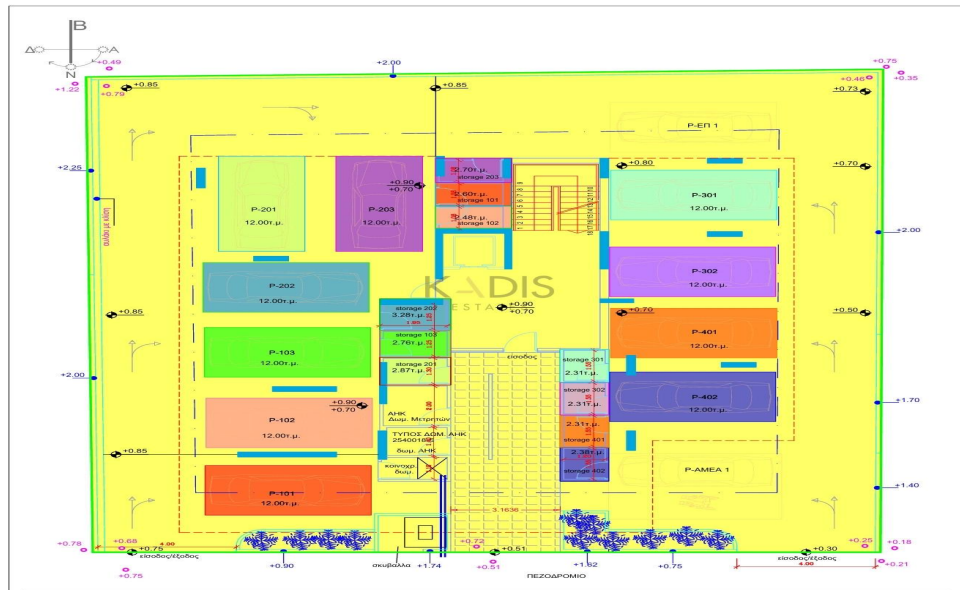 B
Δ
A
N
+0.49
+0.85
+1.22
+0.79
+2.00
+0.85
+0.75
+0.46
+0.35
+0.73
P-ΕΠ 1
+2.25
+0.90
+0.70
2.70τ.μ.
storage 203
+0.80
+0.70
P-201
12.00τ.μ.
P-203
12.00τ.μ.
2.60τ.μ.
storage 101
2.48τ.μ.
storage 102
P-301
12.00τ.μ.
+2.00
P-202
12.00τ.μ.
KADIS
ESTA
P-302
12.00τ.μ.
+0.85
storage 202
3.28τ.μ.
+0.90
+0.70
+0.70
+0.50
P-103
12.00τ.μ.
storage 103
2.76τ.μ.
είσοδος
P-401
12.00τ.μ.
+2.00
storage 201
2.87τ.μ.
storage 301
2.31τ.μ.
P-402
12.00τ.μ.
storage 302
2.31τ.μ.
+0.90
+0.70
P-102
12.00τ.μ.
ΑΗΚ
Δωμ. Μετρητών
2.31τ.μ.
storage 401
+1.70
ΤΥΠΟΣ ΔΩΜ. ΑΗΚ
δωμ. ΑΗΚ
+0.85
κοινοχρ.
δωμ.
2.38τ.μ.
storage 402
P-ΑΜΕΑ 1
P-101
12.00τ.μ.
+1.40
3.1636
+0.78
+0.68
4.00
+0.75
είσοδος/έξοδος
+0.75
+0.90
σκυβαλλα
+1.74
+0.72
+0.51
+0.51
ΠΕΖΟΔΡΟΜΙΟ
+1.62
+0.75
+0.30
είσοδος/έξοδος
4.00
+0.25
+0.18
+0.21